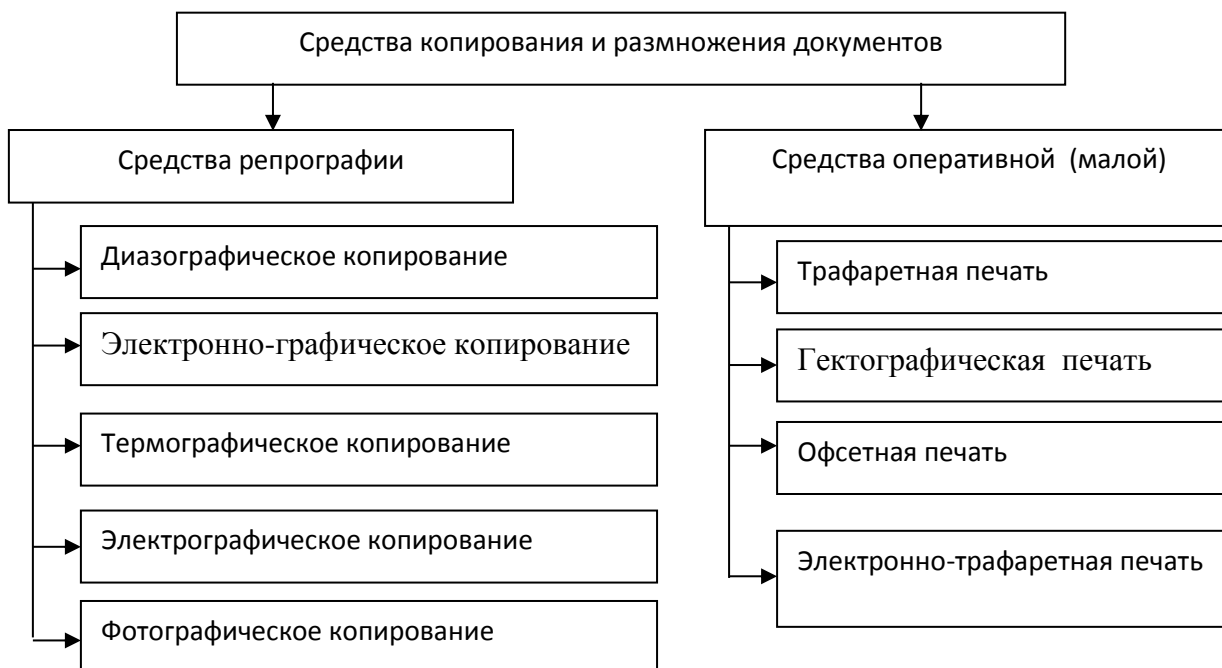 Средства копирования и размножения документов
Средства репрографии
Диазографическое копирование
Электронно-графическое копирование
Термографическое копирование
Электрографическое копирование
Фотографическое копирование
Средства оперативной (малой)
Трафаретная печать
Гектографическая печать
Офсетная печать
Электронно-трафаретная печать